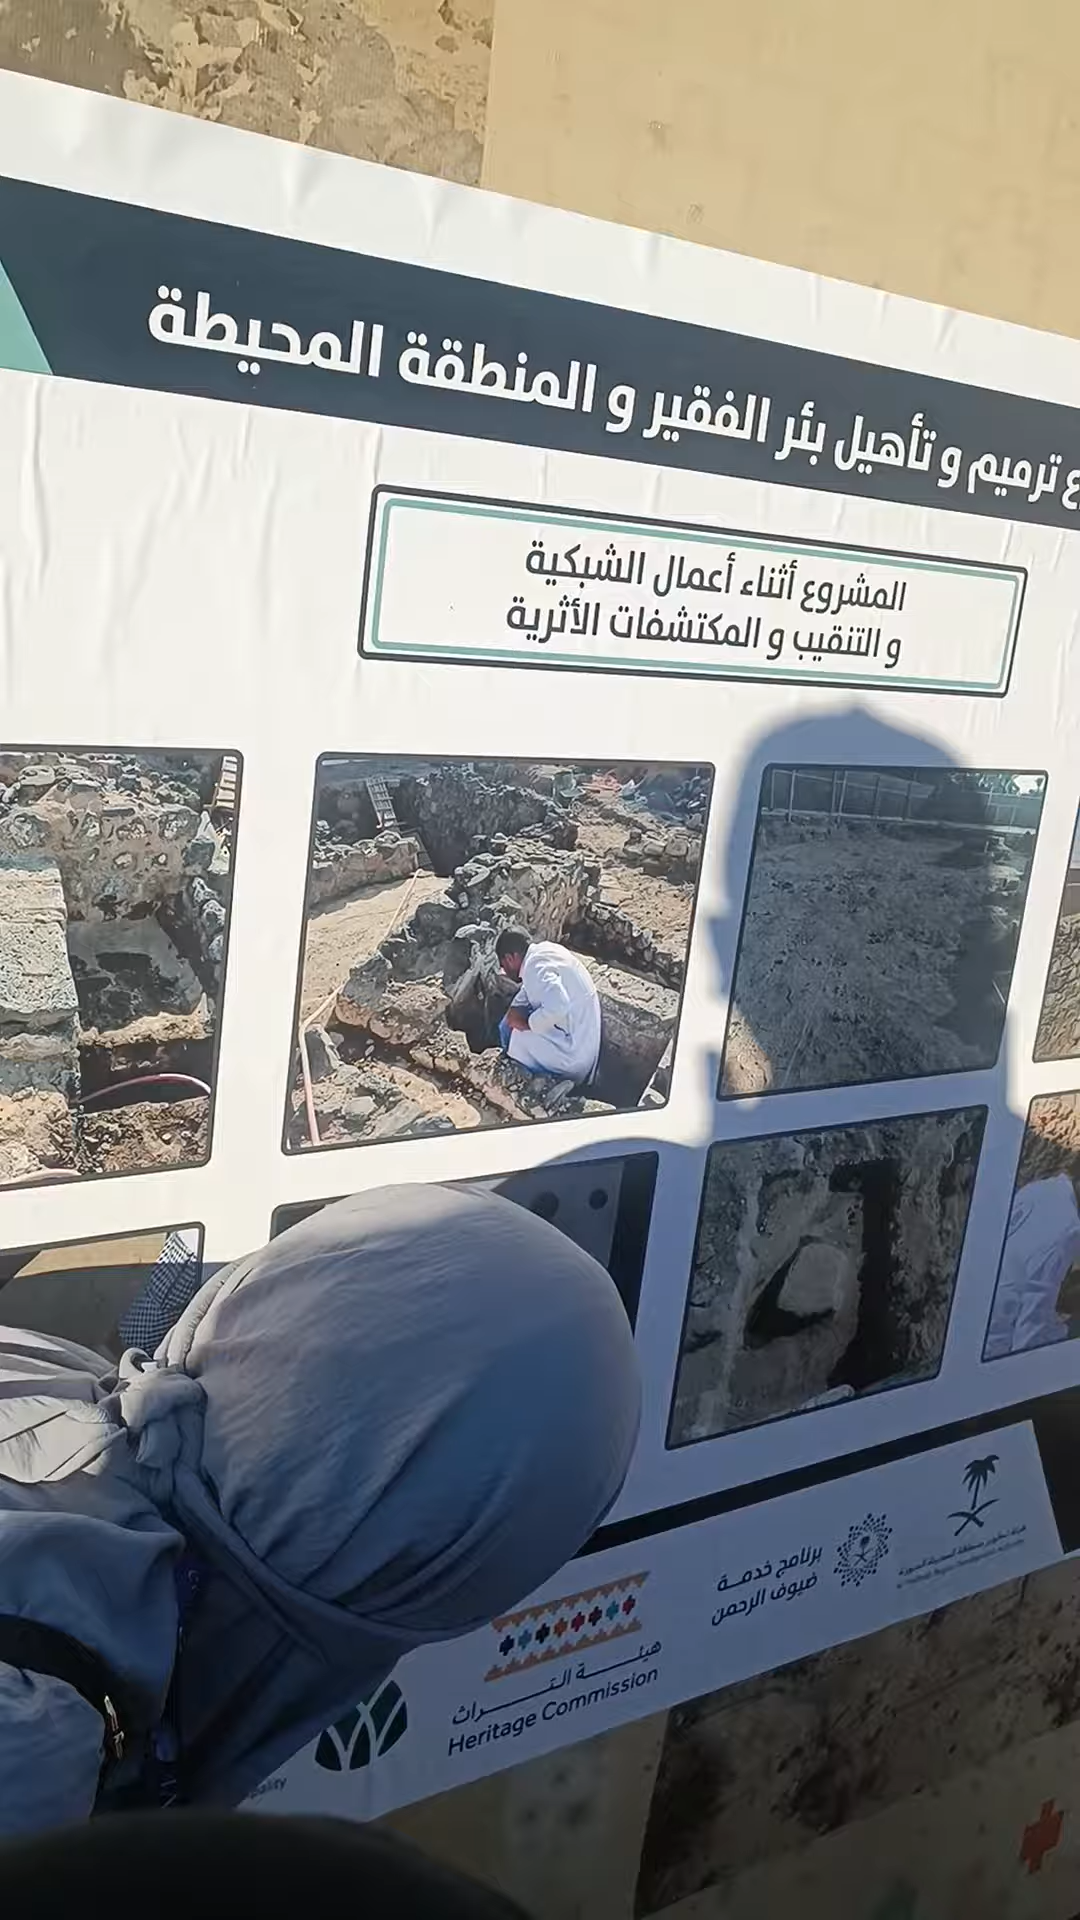 ترميم و تأهيل بئر الفقير و المنطقة المحيطة
المشروع أثناء أعمال الشبكية
و التنقيب و المكتشفات الأثرية
برنامج خدمة
ضيوف الرحمن
هيئة التراث
Heritage Commission